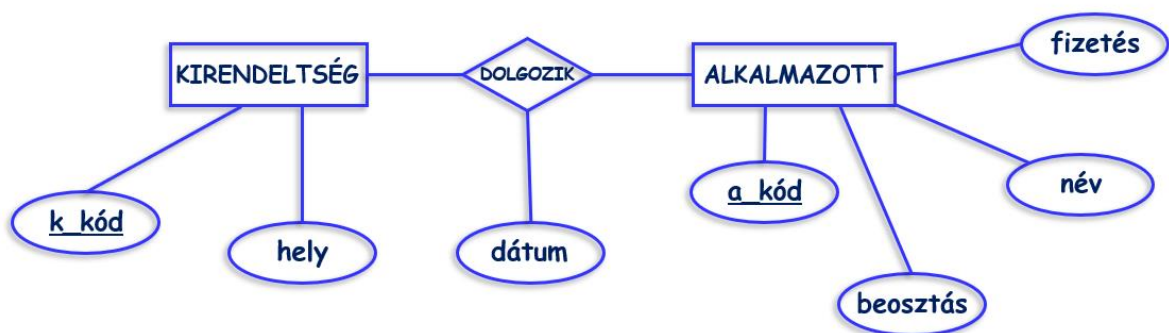 fizetés
KIRENDELTSÉG
DOLGOZIK
ALKALMAZOTT
k_kód
hely
dátum
a_kód
név
beosztás